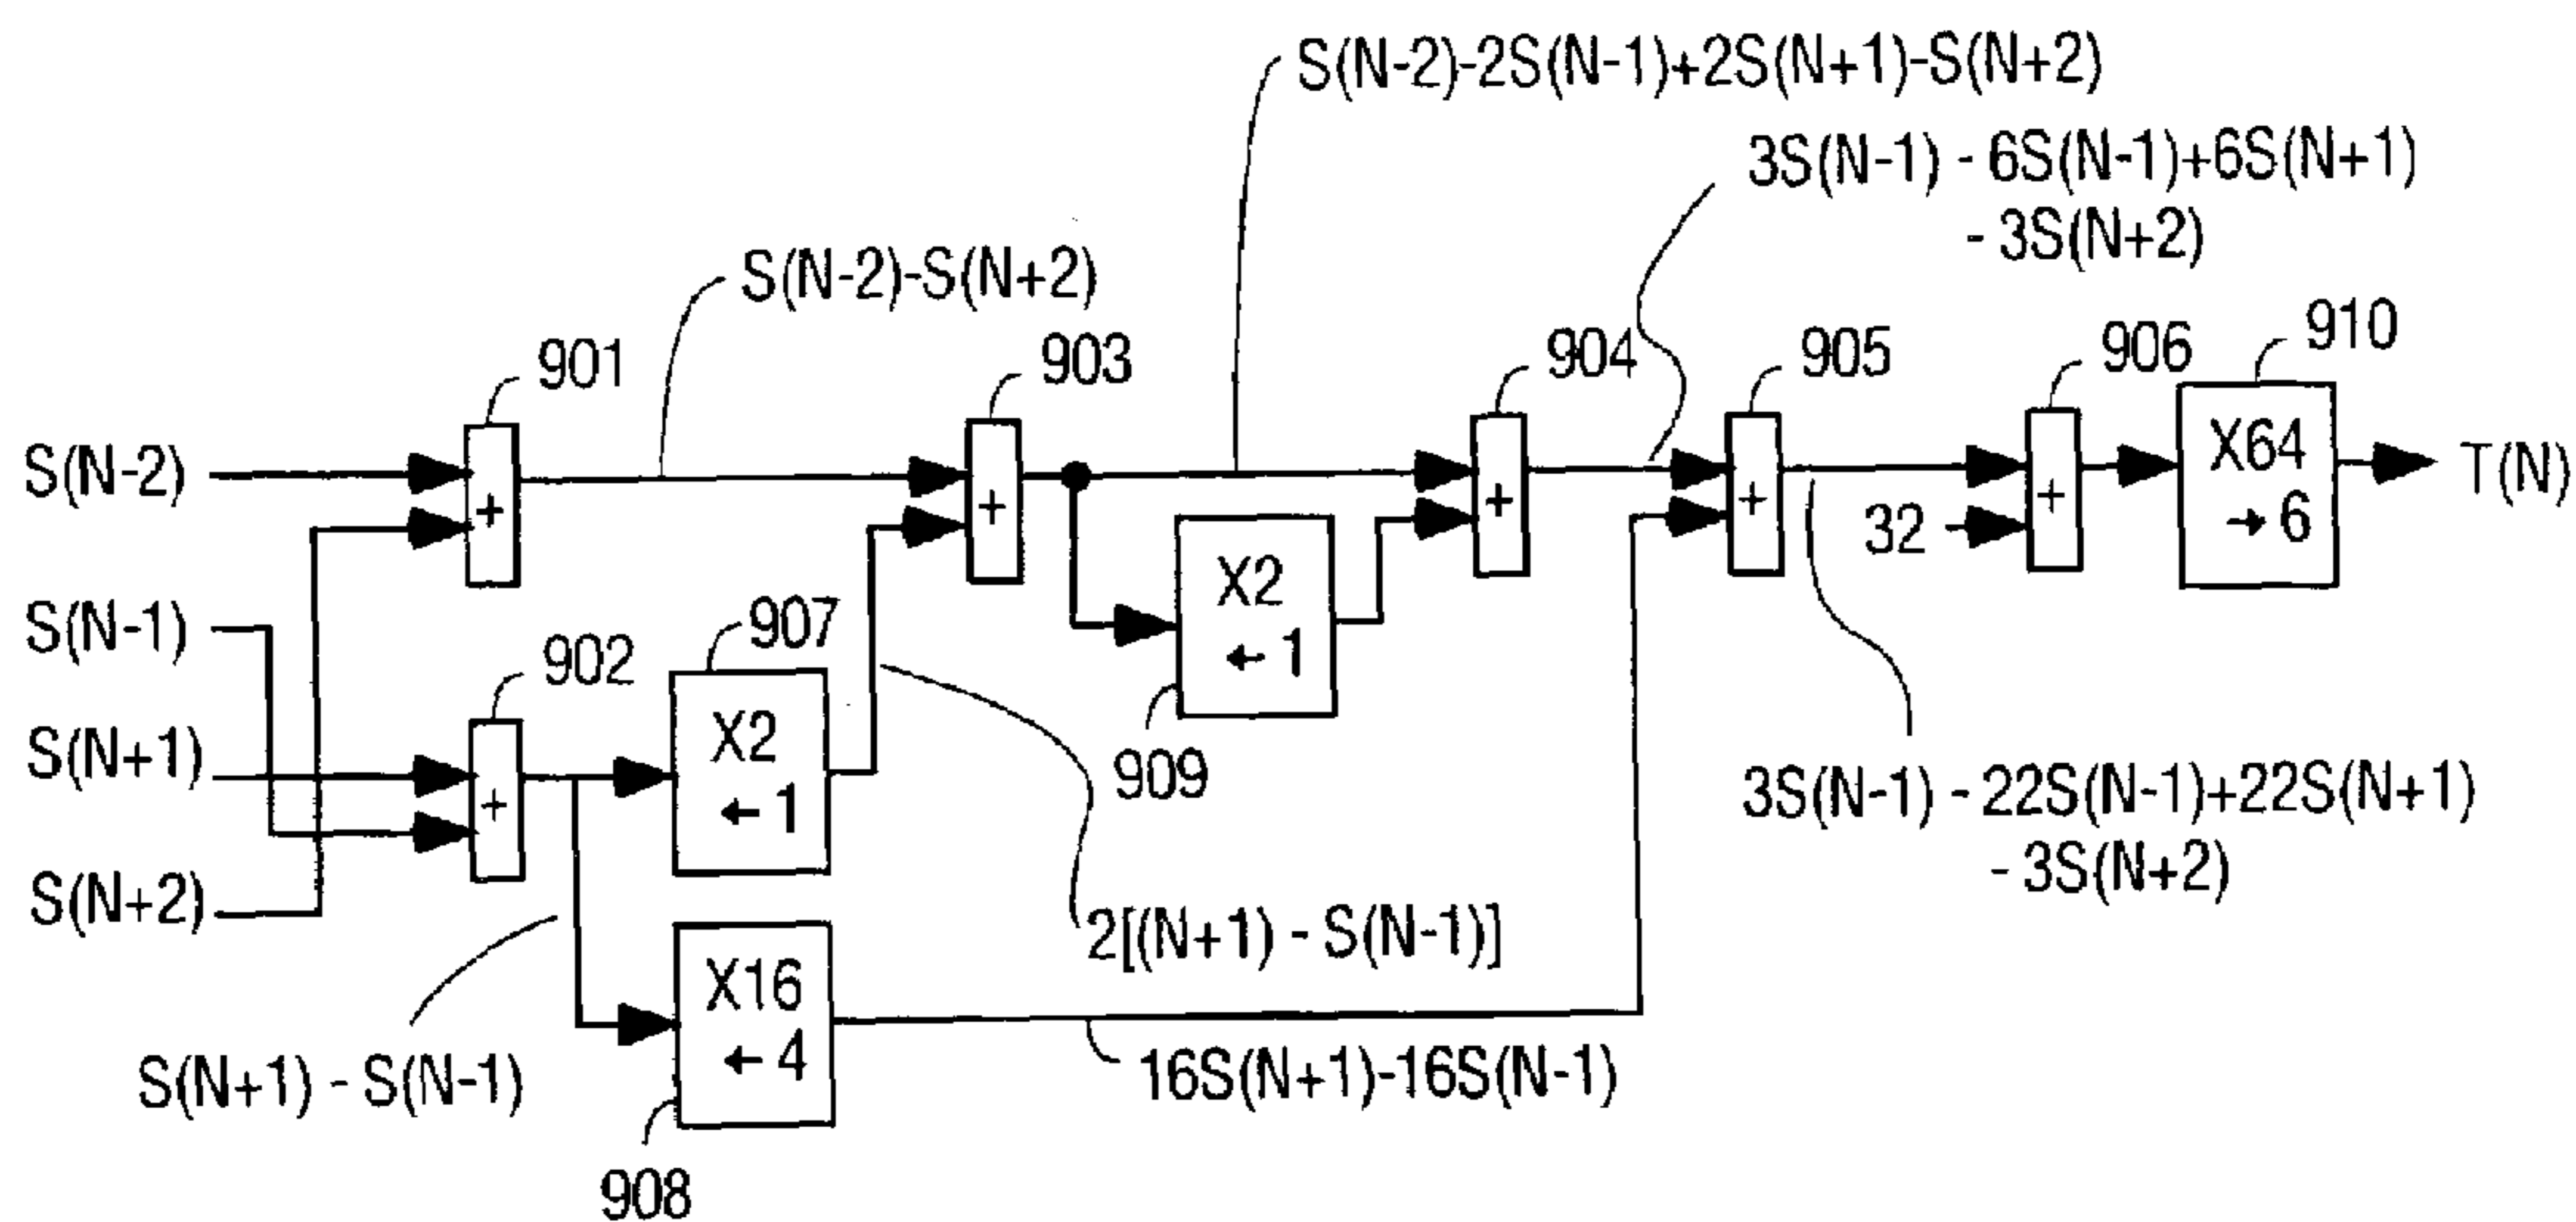 S(N-2)-2S(N-1)+2S(N+1)-S(N+2)
3S(N-1) - 6S(N-1)+6S(N+1)
- 3S(N+2)
S(N-2)-S(N+2)
901
903
904
905
906
910
S(N-2)
+
+
+
+
+
X64
→ 6
T(N)
32
X2
← 1
909
S(N-1)
902
907
S(N+1)
+
X2
← 1
3S(N-1) - 22S(N-1)+22S(N+1)
- 3S(N+2)
S(N+2)
2[(N+1) - S(N-1)]
X16
← 4
S(N+1) - S(N-1)
16S(N+1)-16S(N-1)
908